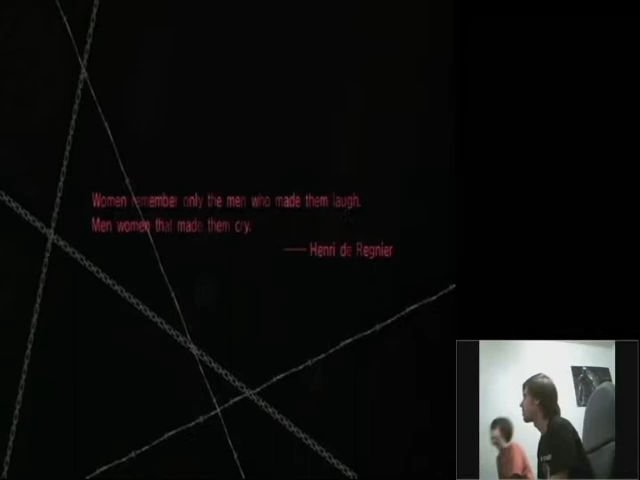 Women remember only the men who made them laugh.
Men women that made them cry.
—— Henri de Regnier